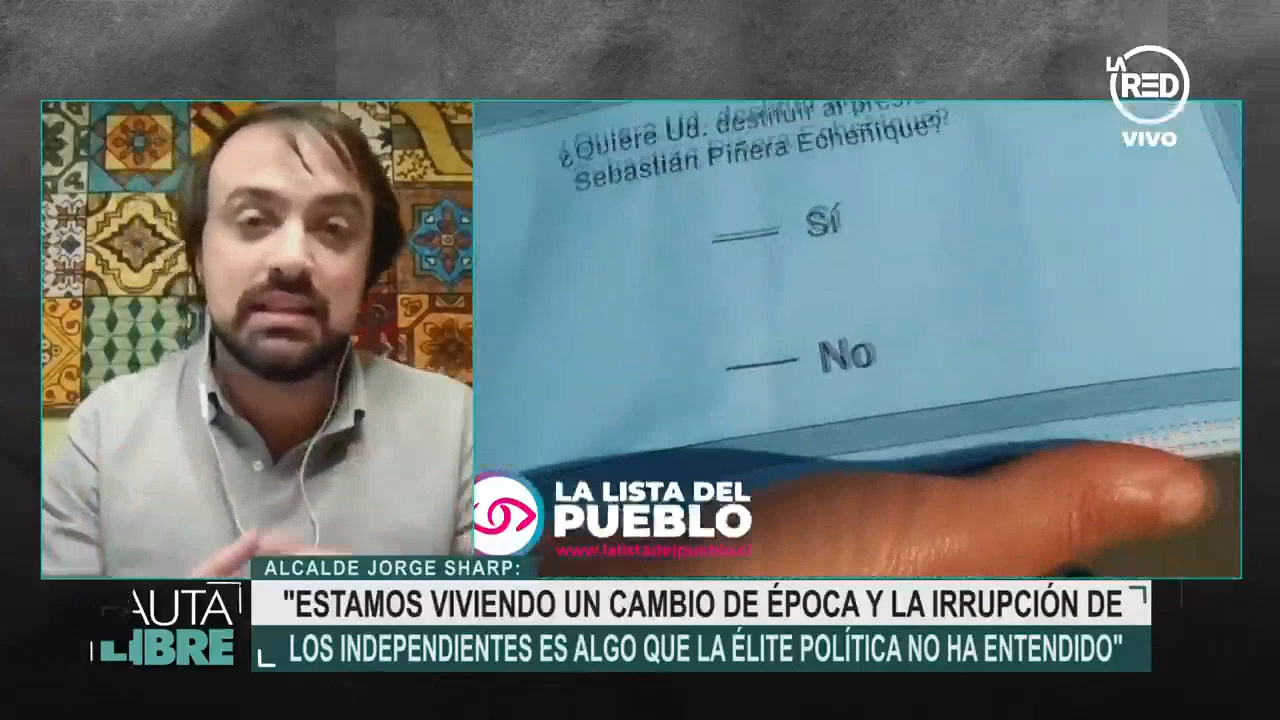 LA
RED
VIVO
¿Quiere Ud. destituir al
Sebastián Piñera Echenique?
Sí
No
LA LISTA DEL
PUEBLO
www.lalistadelpueblo.cl
ALCALDE JORGE SHARP:
"ESTAMOS VIVIENDO UN CAMBIO DE ÉPOCA Y LA IRRUPCIÓN DE
LOS INDEPENDIENTES ES ALGO QUE LA ÉLITE POLÍTICA NO HA ENTENDIDO"
PAUTA
LIBRE